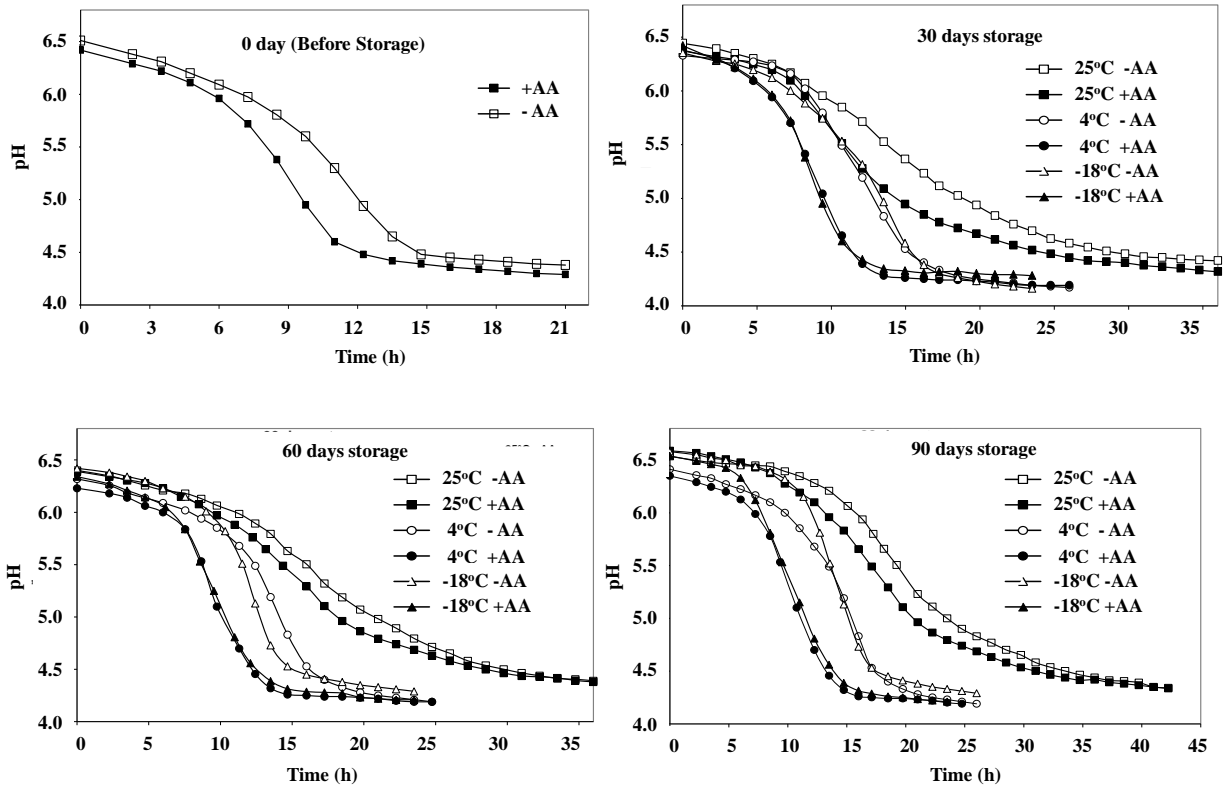 0 day (Before Storage)
6.5
6.0
5.5
5.0
4.5
4.0
pH
+AA
- AA
0 3 6 9 12 15 18 21
Time (h)
30 days storage
6.5
6.0
5.5
5.0
4.5
4.0
pH
25°C -AA
25°C +AA
4°C - AA
4°C +AA
-18°C -AA
-18°C +AA
0 5 10 15 20 25 30 35
Time (h)
60 days storage
6.5
6.0
5.5
5.0
4.5
4.0
pH
25°C -AA
25°C +AA
4°C - AA
4°C +AA
-18°C -AA
-18°C +AA
0 5 10 15 20 25 30 35
Time (h)
90 days storage
6.5
6.0
5.5
5.0
4.5
4.0
pH
25°C -AA
25°C +AA
4°C - AA
4°C +AA
-18°C -AA
-18°C +AA
0 5 10 15 20 25 30 35 40 45
Time (h)